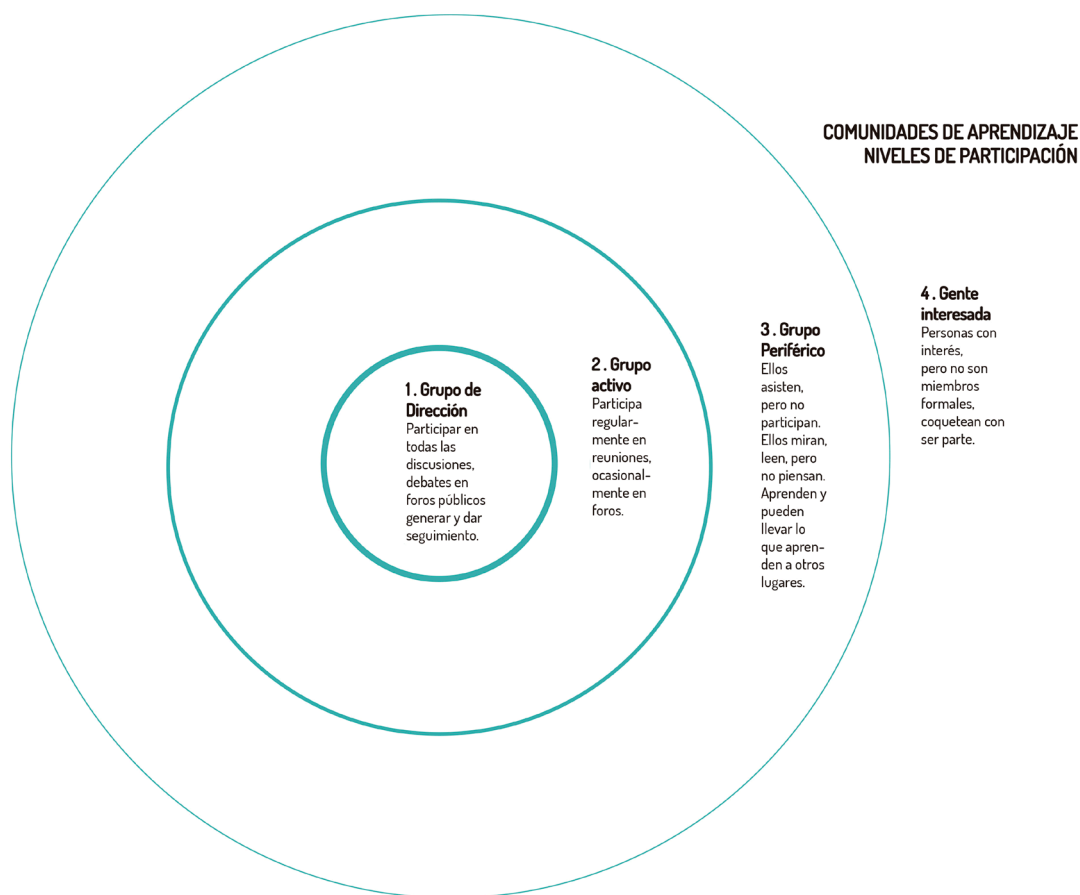 COMUNIDADES DE APRENDIZAJE
NIVELES DE PARTICIPACIÓN
1 . Grupo de
Dirección
Participar en
todas las
discusiones,
debates en
foros públicos
generar y dar
seguimiento.
2 . Grupo
activo
Participa
regular-
mente en
reuniones,
ocasional-
mente en
foros.
3 . Grupo
Periférico
Ellos
asisten,
pero no
participan.
Ellos miran,
leen, pero
no piensan.
Aprenden y
pueden
llevar lo
que apren-
den a otros
lugares.
4 . Gente
interesada
Personas con
interés,
pero no son
miembros
formales,
coquetean con
ser parte.